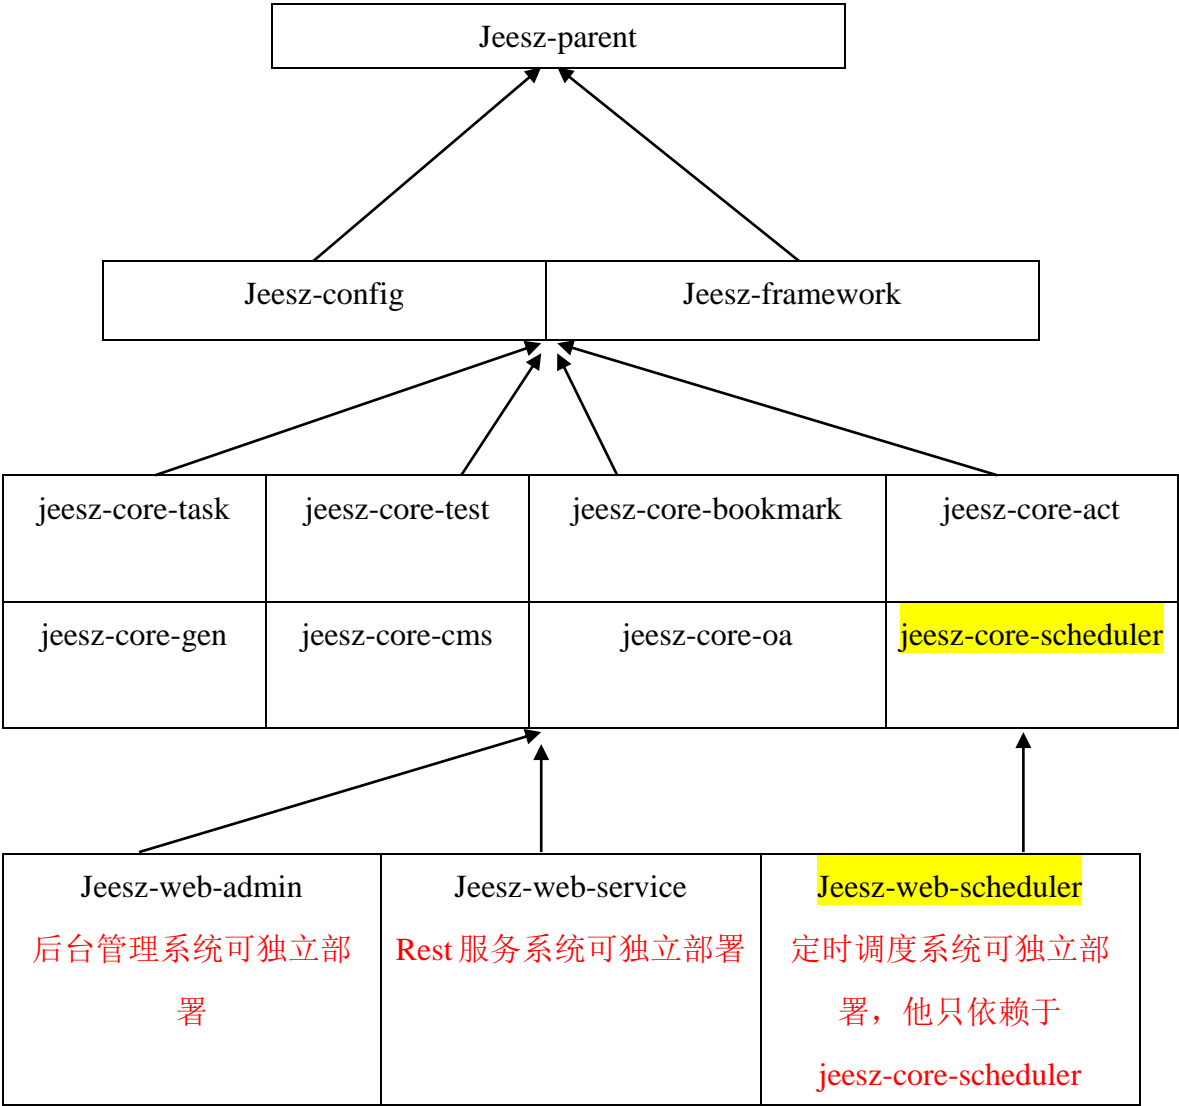 Jeesz-parent
Jeesz-config
Jeesz-framework
jeesz-core-task
jeesz-core-test
jeesz-core-bookmark
jeesz-core-act
jeesz-core-gen
jeesz-core-cms
jeesz-core-oa
jeesz-core-scheduler
Jeesz-web-admin
后台管理系统可独立部
署
Jeesz-web-service
Rest 服务系统可独立部署
Jeesz-web-scheduler
定时调度系统可独立部
署，他只依赖于
jeesz-core-scheduler